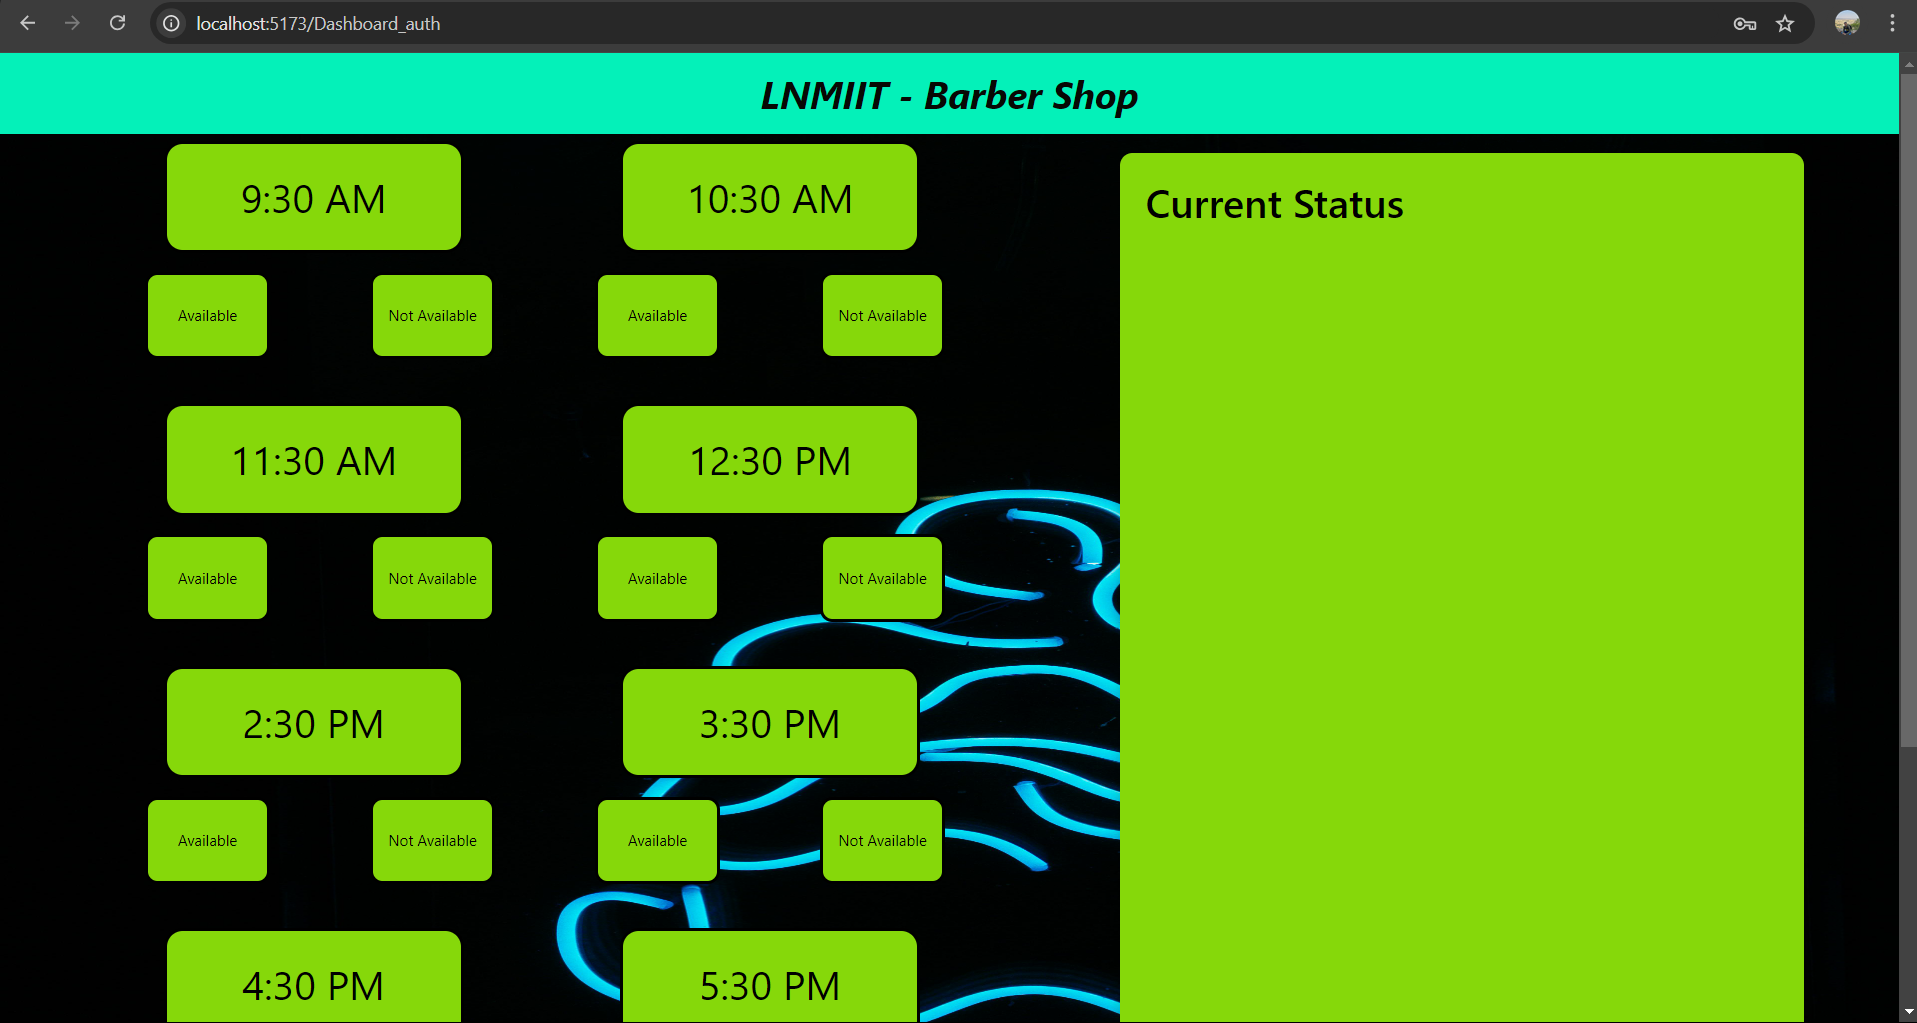 localhost:5173/Dashboard_auth
LNMIIT - Barber Shop
9:30 AM
10:30 AM
Available
Not Available
Available
Not Available
11:30 AM
12:30 PM
Available
Not Available
Available
Not Available
2:30 PM
3:30 PM
Available
Not Available
Available
Not Available
4:30 PM
5:30 PM
Current Status